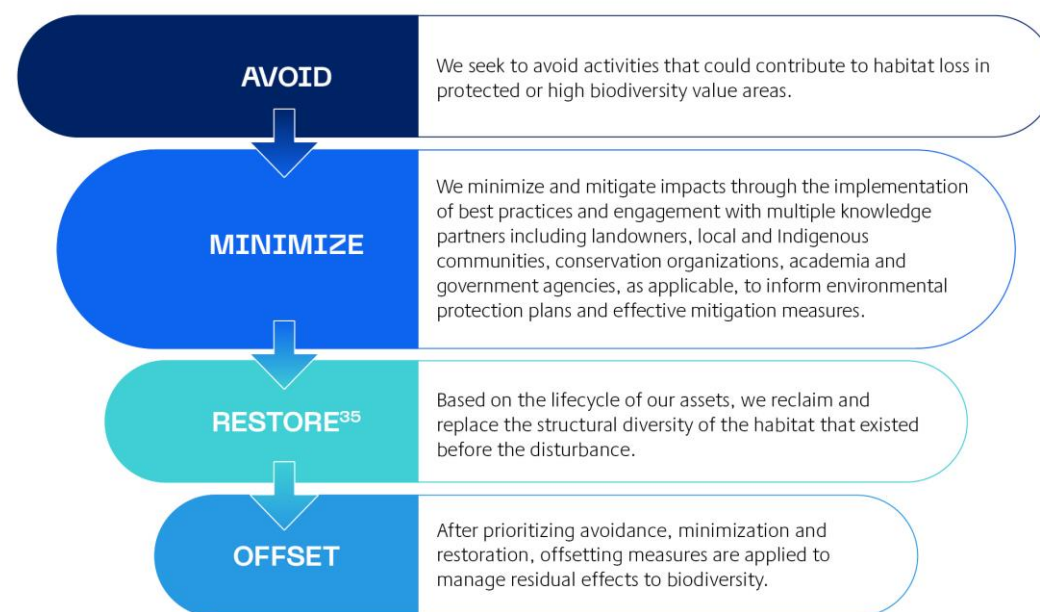 AVOID
We seek to avoid activities that could contribute to habitat loss in
protected or high biodiversity value areas.
MINIMIZE
We minimize and mitigate impacts through the implementation
of best practices and engagement with multiple knowledge
partners including landowners, local and Indigenous
communities, conservation organizations, academia and
government agencies, as applicable, to inform environmental
protection plans and effective mitigation measures.
RESTORE³⁵
Based on the lifecycle of our assets, we reclaim and
replace the structural diversity of the habitat that existed
before the disturbance.
OFFSET
After prioritizing avoidance, minimization and
restoration, offsetting measures are applied to
manage residual effects to biodiversity.